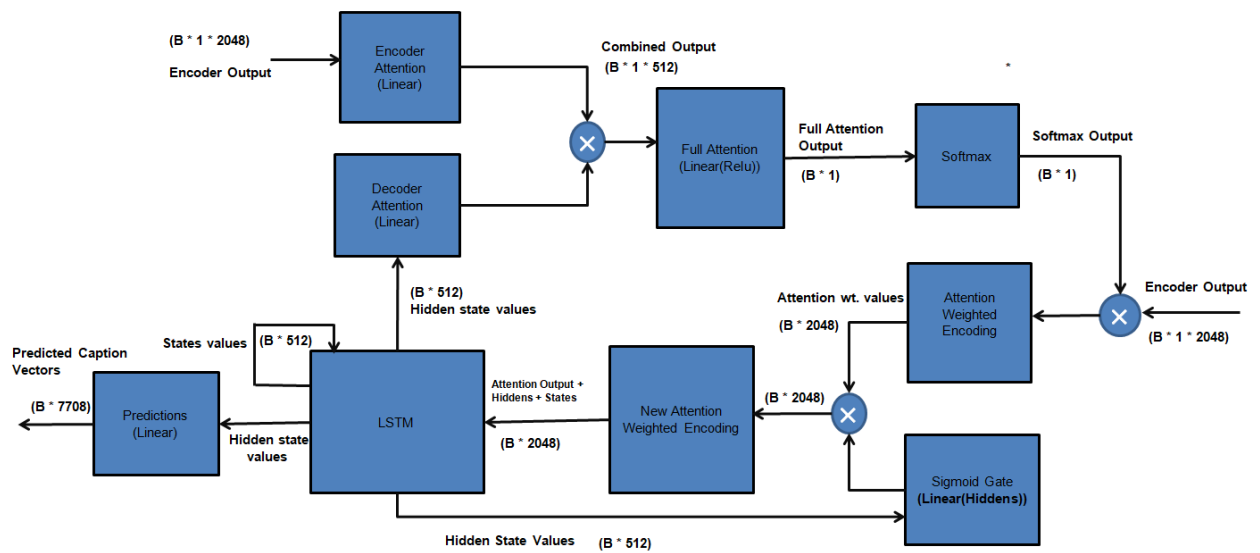 (B * 1 * 2048)
Encoder Output
Encoder
Attention
(Linear)
Combined Output
(B * 1 * 512)
*
×
Full Attention
(Linear(Relu))
Full Attention
Output
(B * 1)
Softmax
Softmax Output
(B * 1)
Decoder
Attention
(Linear)
(B * 512)
Hidden state values
Attention wt. values
(B * 2048)
Attention
Weighted
Encoding
×
Encoder Output
(B * 1 * 2048)
States values
(B * 512)
Predicted Caption
Vectors
(B * 7708)
Predictions
(Linear)
Hidden state
values
LSTM
Attention Output +
Hiddens + States
(B * 2048)
New Attention
Weighted Encoding
(B * 2048)
×
Sigmoid Gate
(Linear(Hiddens))
Hidden State Values
(B * 512)